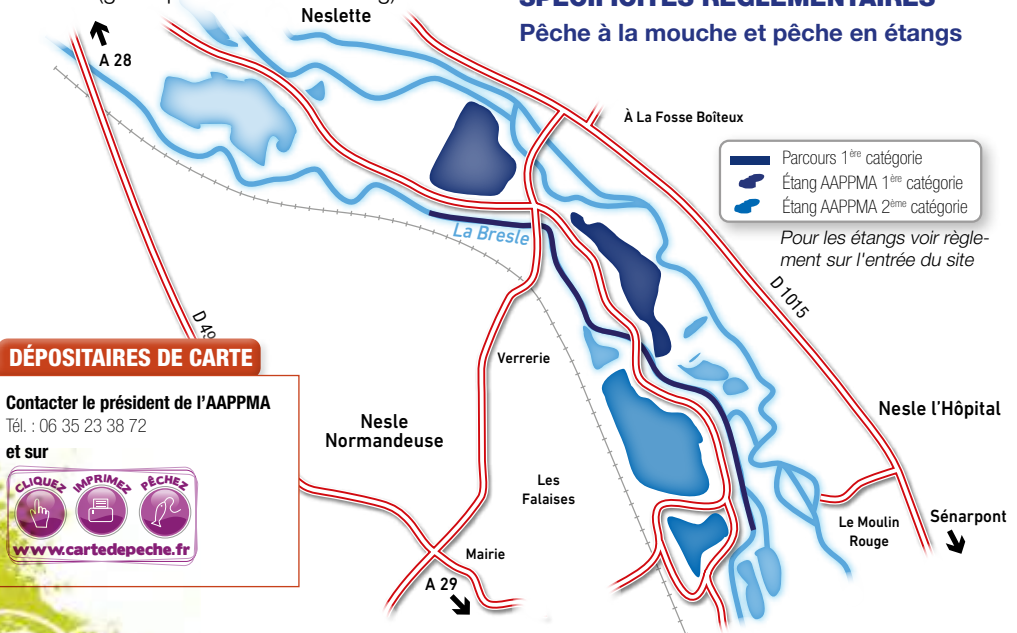 SPÉCIFICITÉS RÉGLEMENTAIRES
Pêche à la mouche et pêche en étangs
Neslette
A 28
À La Fosse Boîteux
Parcours 1ère catégorie
Étang AAPPMA 1ère catégorie
Étang AAPPMA 2ème catégorie
Pour les étangs voir règle-
ment sur l'entrée du site
La Bresle
D 1015
D 49
DÉPOSITAIRES DE CARTE
Contacter le président de l'AAPPMA
Tél. : 06 35 23 38 72
et sur
CLIQUEZ IMPRIMEZ PÊCHEZ
www.cartedepeche.fr
Verrerie
Nesle
Normandeuse
Nesle l'Hôpital
Les
Falaises
Le Moulin
Rouge
Sénarpont
Mairie
A 29